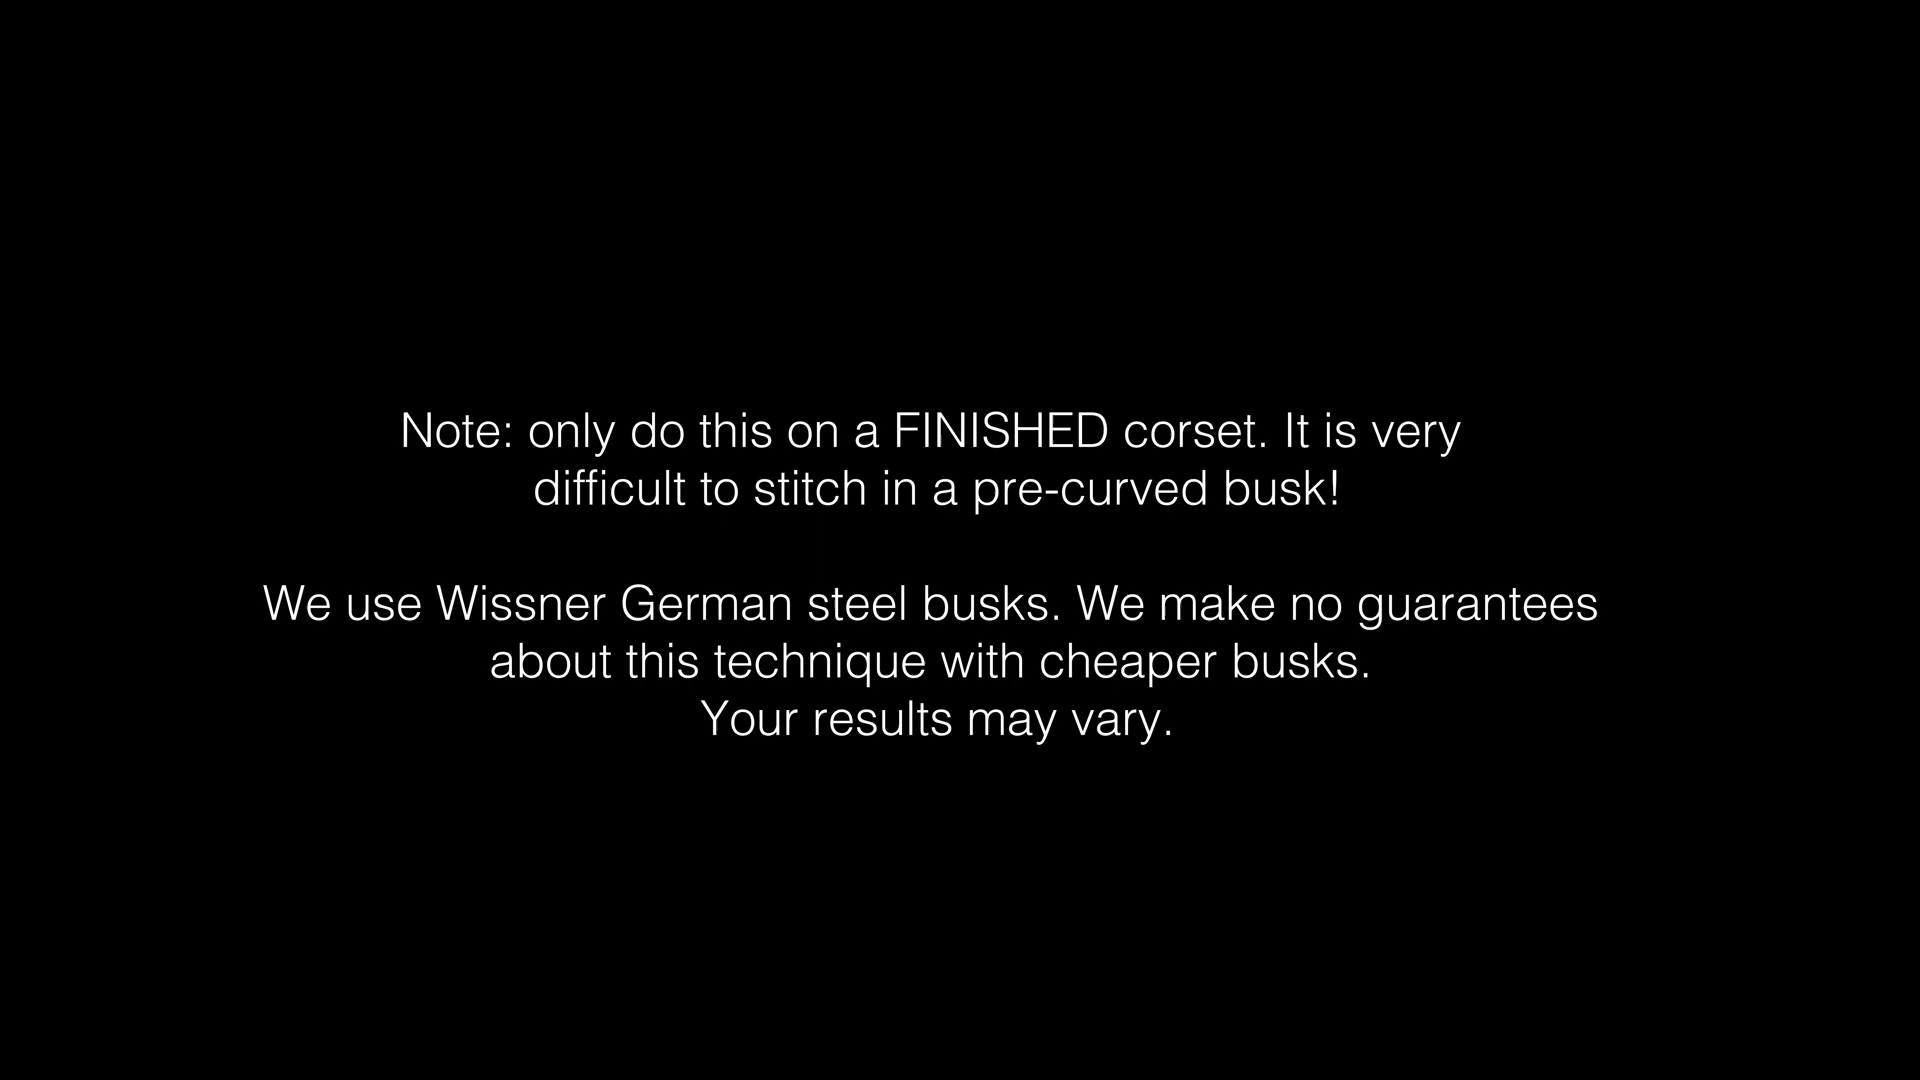 Note: only do this on a FINISHED corset. It is very
difficult to stitch in a pre-curved busk!
We use Wissner German steel busks. We make no guarantees
about this technique with cheaper busks.
Your results may vary.